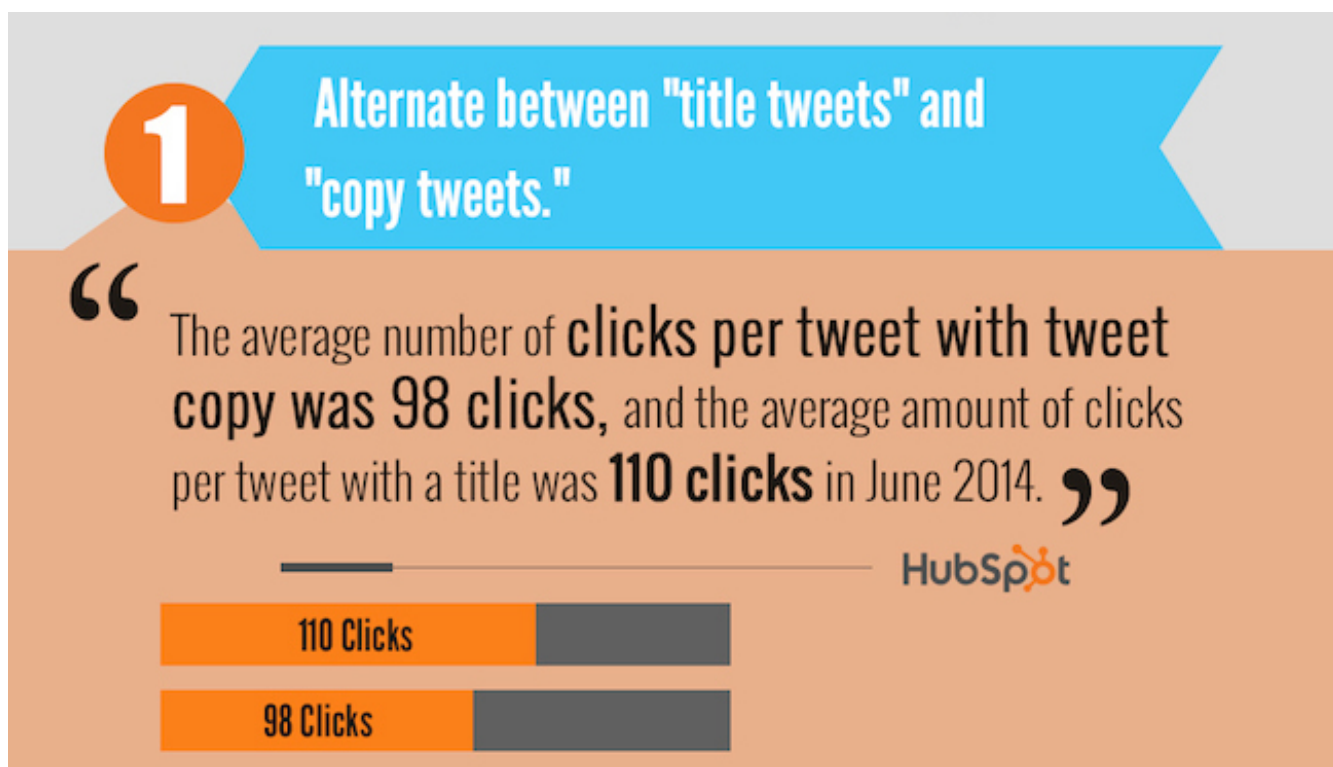 1
Alternate between "title tweets" and
"copy tweets."
“
The average number of clicks per tweet with tweet
copy was 98 clicks, and the average amount of clicks
per tweet with a title was 110 clicks in June 2014. ”
HubSpot
110 Clicks
98 Clicks